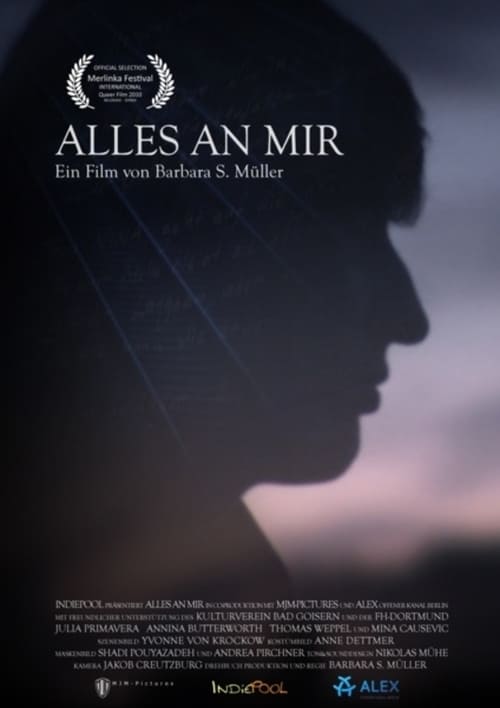 OFFICIAL SELECTION
Merlinka Festival
INTERNATIONAL
Queer Film 2010
BELGRADE - SERBIA
ALLES AN MIR
Ein Film von Barbara S. Müller
INDIEPOOL PRÄSENTIERT ALLES AN MIR IN COPRODUKTION MIT MJM-PICTURES UND ALEX OFFENER KANAL BERLIN
MIT FREUNDLICHER UNTERSTÜTZUNG DES KULTURVEREIN BAD GOISERN UND DER FH-DORTMUND
JULIA PRIMAVERA ANNINA BUTTERWORTH THOMAS WEPPEL UND MINA CAUSEVIC
SZENENBILD YVONNE VON KROCKOW KOSTÜMBILD ANNE DETTMER
MASKENBILD SHADI POUYAZADEH UND ANDREA PIRCHNER TON&SOUNDDESIGN NIKOLAS MÜHE
KAMERA JAKOB CREUTZBURG DREHBUCH PRODUKTION UND REGIE BARBARA S. MÜLLER
MJM-Pictures INDIEPOOL ALEX